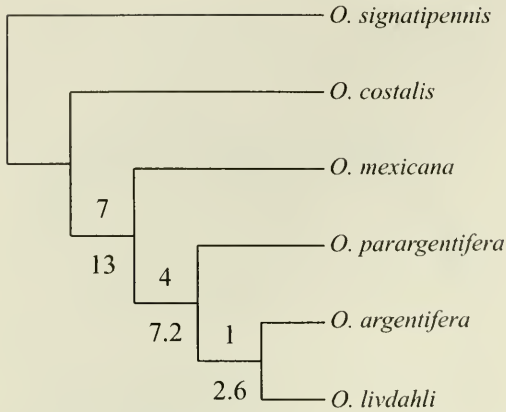 O. signatipennis
O. costalis
7
O. mexicana
13
4
O. parargentifera
7.2
1
O. argentifera
2.6
O. livdahli